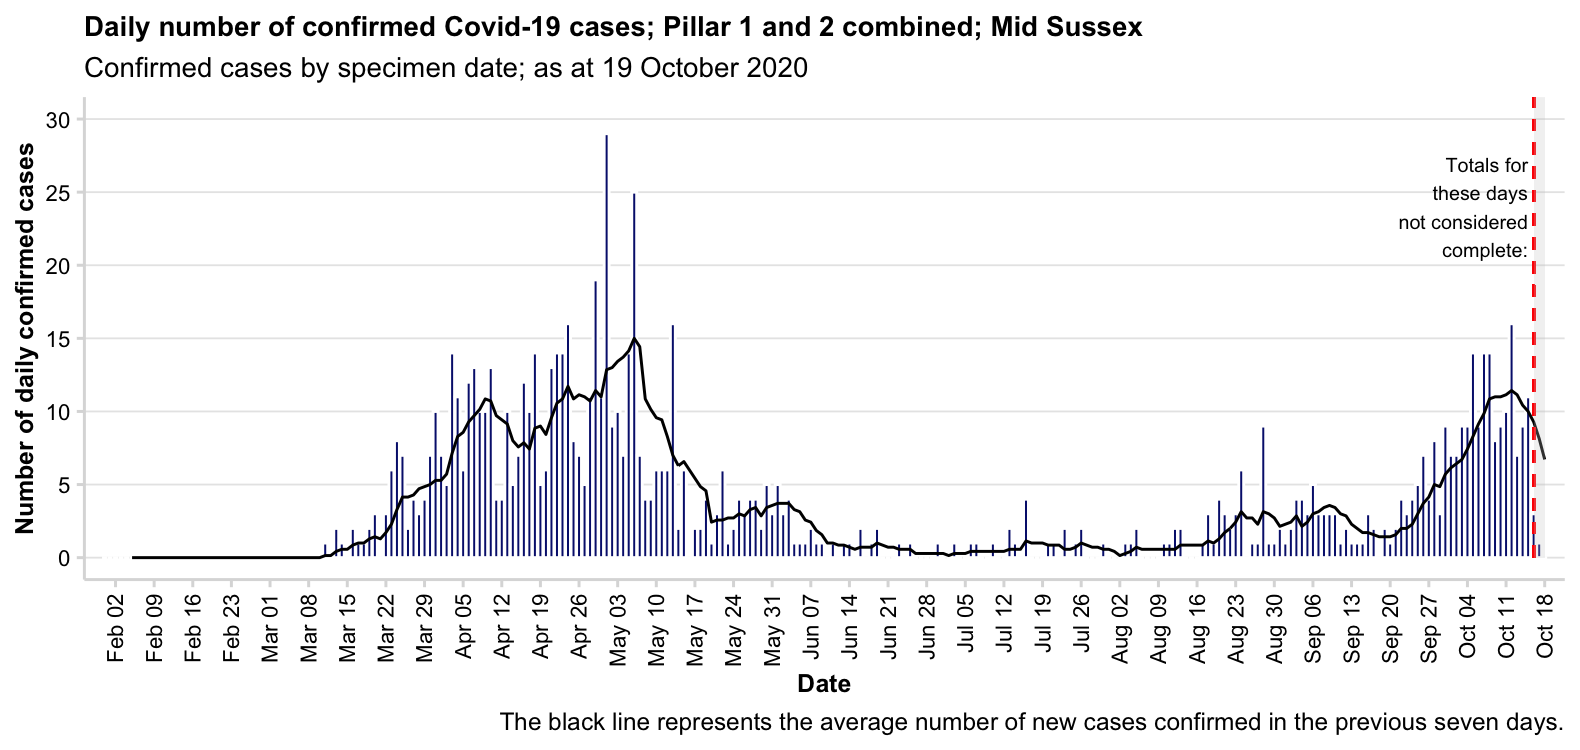 Daily number of confirmed Covid-19 cases; Pillar 1 and 2 combined; Mid Sussex
Confirmed cases by specimen date; as at 19 October 2020
Number of daily confirmed cases
30
25
20
15
10
5
0
Totals for
these days
not considered
complete:
Feb 02
Feb 09
Feb 16
Feb 23
Mar 01
Mar 08
Mar 15
Mar 22
Mar 29
Apr 05
Apr 12
Apr 19
Apr 26
May 03
May 10
May 17
May 24
May 31
Jun 07
Jun 14
Jun 21
Jun 28
Jul 05
Jul 12
Jul 19
Jul 26
Aug 02
Aug 09
Aug 16
Aug 23
Aug 30
Sep 06
Sep 13
Sep 20
Sep 27
Oct 04
Oct 11
Oct 18
Date
The black line represents the average number of new cases confirmed in the previous seven days.